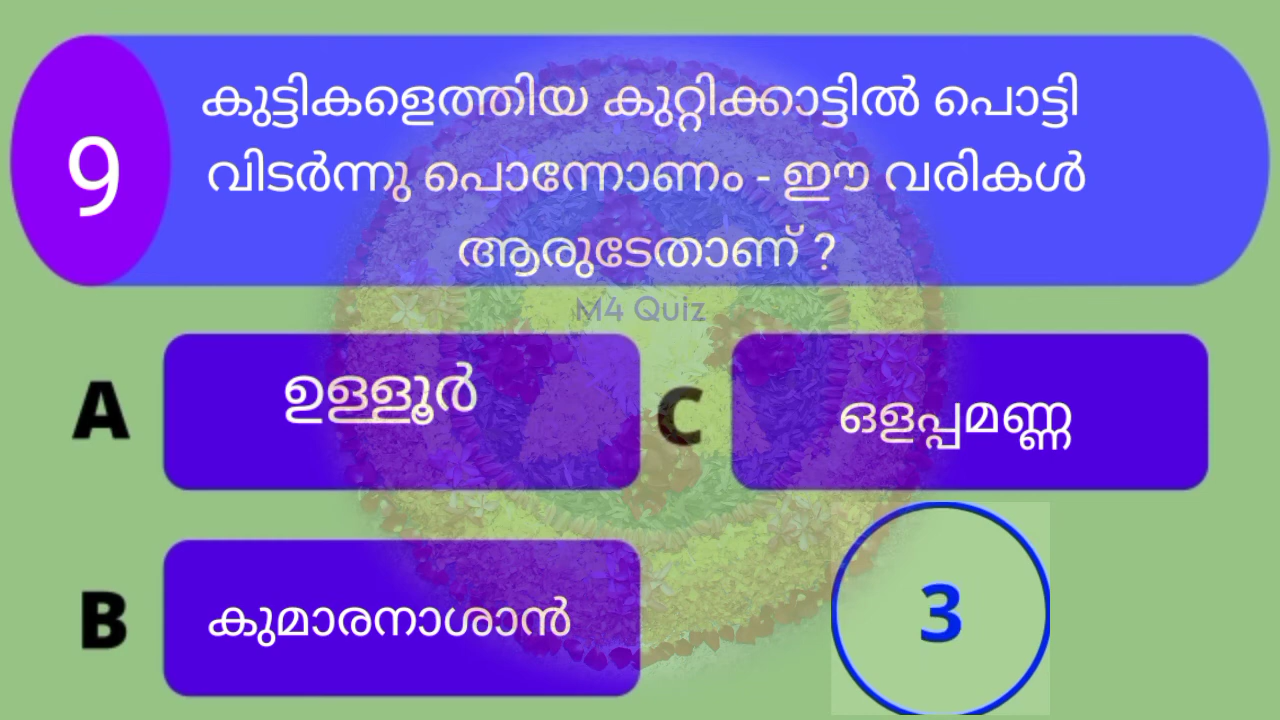 9
കുട്ടികളെത്തിയ കുറ്റിക്കാട്ടിൽ പൊട്ടി
വിടർന്നു പൊന്നോണം - ഈ വരികൾ
ആരുടേതാണ് ?
M4 Quiz
A
ഉള്ളൂർ
C
ഒളപ്പമണ്ണ
B
കുമാരനാശാൻ
3